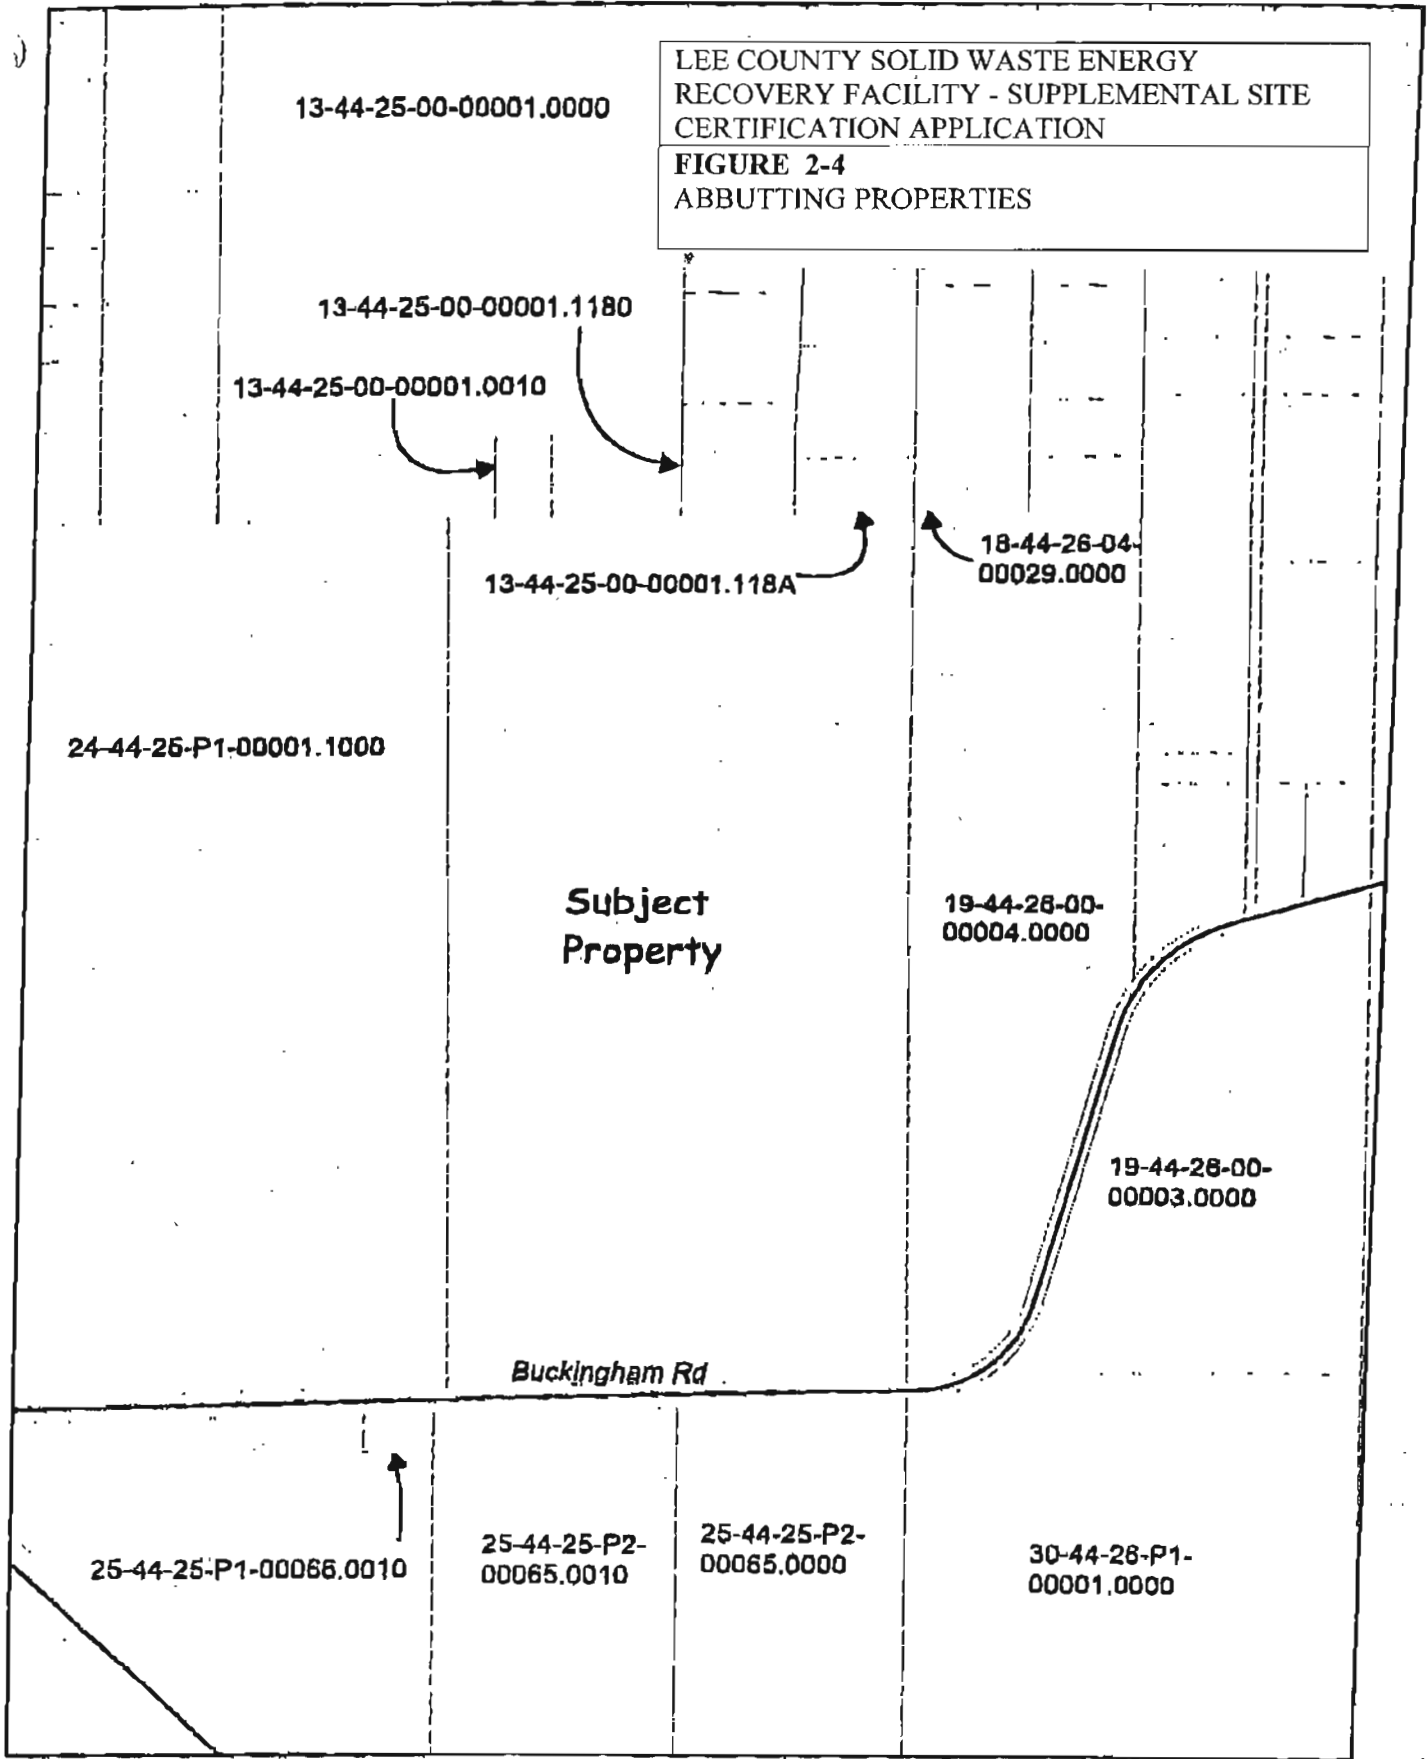 LEE COUNTY SOLID WASTE ENERGY
RECOVERY FACILITY - SUPPLEMENTAL SITE
CERTIFICATION APPLICATION
FIGURE 2-4
ABBUTTING PROPERTIES
13-44-25-00-00001.0000
13-44-25-00-00001.1180
13-44-25-00-00001.0010
18-44-26-04-
00029.0000
13-44-25-00-00001.118A
24-44-25-P1-00001.1000
Subject
Property
19-44-26-00-
00004.0000
19-44-26-00-
00003.0000
Buckingham Rd
25-44-25-P1-00066.0010
25-44-25-P2-
00065.0010
25-44-25-P2-
00065.0000
30-44-26-P1-
00001.0000